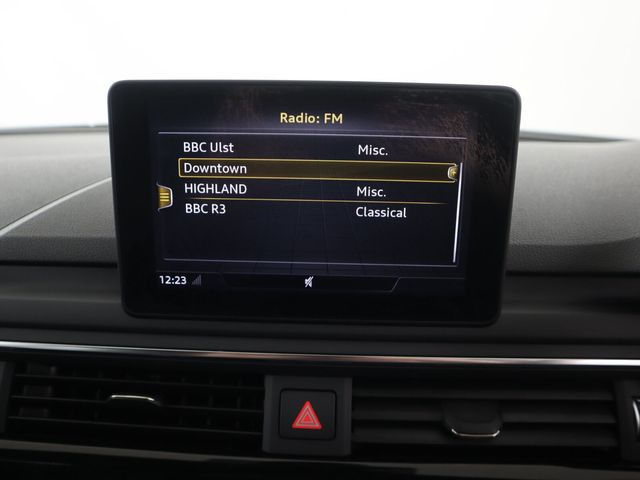 Radio: FM
BBC Ulst Misc.
Downtown
HIGHLAND Misc.
BBC R3 Classical
12:23